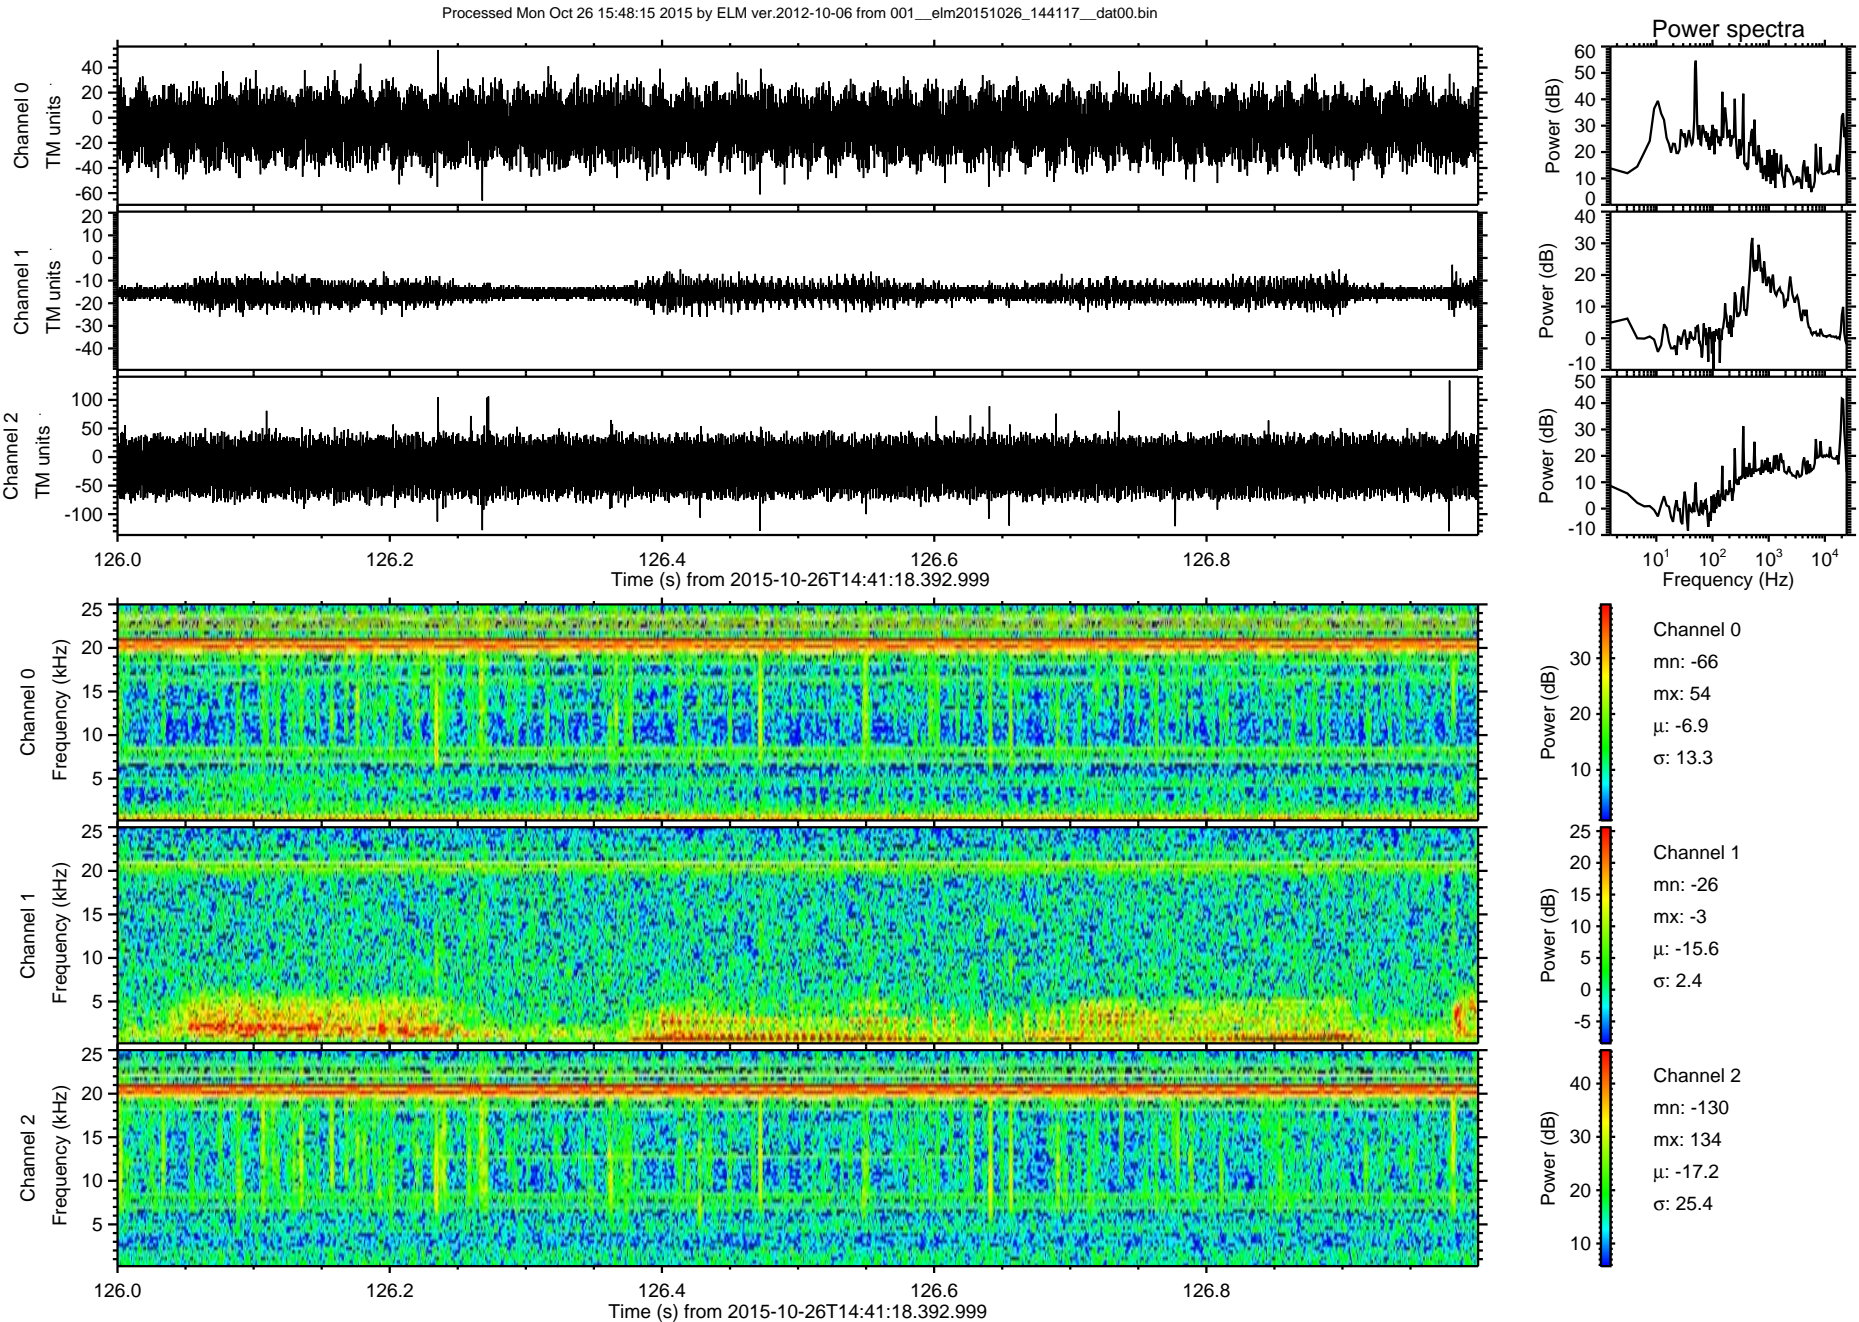 Processed Mon Oct 26 15:48:15 2015 by ELM ver.2012-10-06 from 001__elm20151026_144117__dat00.bin
Power spectra
Channel 0
TM units
40
20
0
-20
-40
-60
Power (dB)
60
50
40
30
20
10
0
Channel 1
TM units
20
10
0
-10
-20
-30
-40
Power (dB)
40
30
20
10
0
-10
Channel 2
TM units
100
50
0
-50
-100
Power (dB)
50
40
30
20
10
0
-10
126.0 126.2 126.4 126.6 126.8
Time (s) from 2015-10-26T14:41:18.392.999
10¹ 10² 10³ 10⁴
Frequency (Hz)
Channel 0
Frequency (kHz)
25
20
15
10
5
Power (dB)
30
20
10
Channel 0
mn: -66
mx: 54
μ: -6.9
σ: 13.3
Channel 1
Frequency (kHz)
25
20
15
10
5
Power (dB)
25
20
15
10
5
0
-5
Channel 1
mn: -26
mx: -3
μ: -15.6
σ: 2.4
Channel 2
Frequency (kHz)
25
20
15
10
5
Power (dB)
40
30
20
10
Channel 2
mn: -130
mx: 134
μ: -17.2
σ: 25.4
126.0 126.2 126.4 126.6 126.8
Time (s) from 2015-10-26T14:41:18.392.999